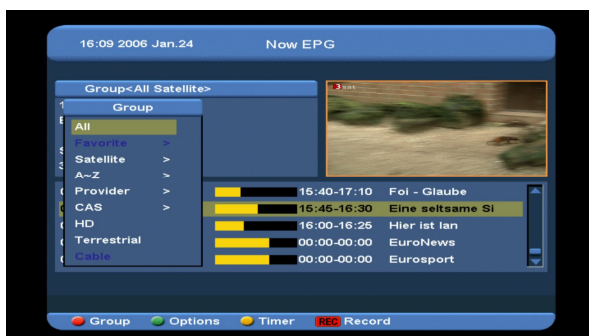 16:09 2006 Jan.24 Now EPG
Group<All Satellite>
3sat
Group
All
Favorite >
Satellite >
A~Z >
Provider >
CAS >
HD
Terrestrial
Cable
15:40-17:10 Foi - Glaube
15:45-16:30 Eine seltsame Si
16:00-16:25 Hier ist Ian
00:00-00:00 EuroNews
00:00-00:00 Eurosport
Group Options Timer REC Record